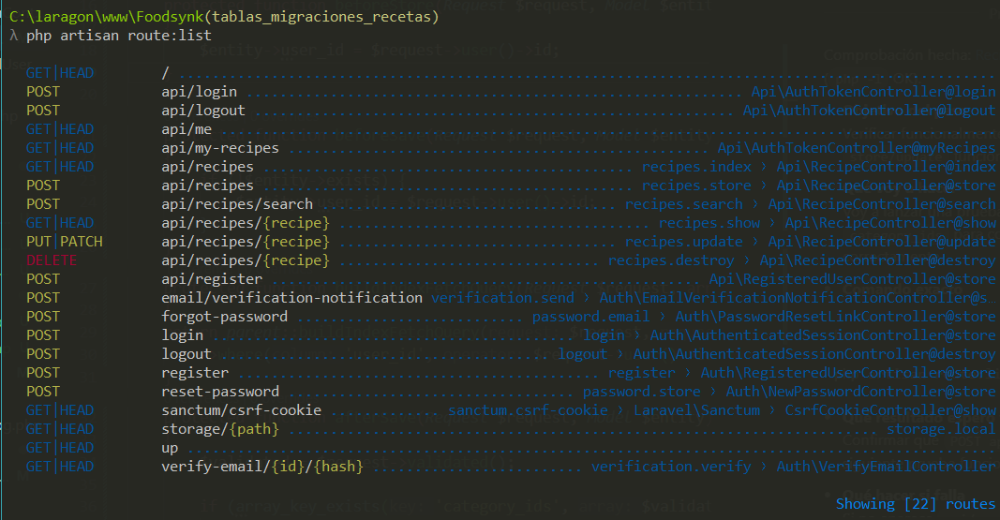 C:\laragon\www\Foodsynk(tablas_migraciones_recetas)
λ php artisan route:list
GET|HEAD / ...
POST api/login ... Api\AuthTokenController@login
POST api/logout ... Api\AuthTokenController@logout
GET|HEAD api/me ...
GET|HEAD api/my-recipes ... Api\AuthTokenController@myRecipes
GET|HEAD api/recipes ... recipes.index › Api\RecipeController@index
POST api/recipes ... recipes.store › Api\RecipeController@store
POST api/recipes/search ... recipes.search › Api\RecipeController@search
GET|HEAD api/recipes/{recipe} ... recipes.show › Api\RecipeController@show
PUT|PATCH api/recipes/{recipe} ... recipes.update › Api\RecipeController@update
DELETE api/recipes/{recipe} ... recipes.destroy › Api\RecipeController@destroy
POST api/register ... Api\RegisteredUserController@store
POST email/verification-notification verification.send › Auth\EmailVerificationNotificationController@s…
POST forgot-password ... password.email › Auth\PasswordResetLinkController@store
POST login ... login › Auth\AuthenticatedSessionController@store
POST logout ... logout › Auth\AuthenticatedSessionController@destroy
POST register ... register › Auth\RegisteredUserController@store
POST reset-password ... password.store › Auth\NewPasswordController@store
GET|HEAD sanctum/csrf-cookie ... sanctum.csrf-cookie › Laravel\Sanctum › CsrfCookieController@show
GET|HEAD storage/{path} ... storage.local
GET|HEAD up ...
GET|HEAD verify-email/{id}/{hash} ... verification.verify › Auth\VerifyEmailController
Showing [22] routes